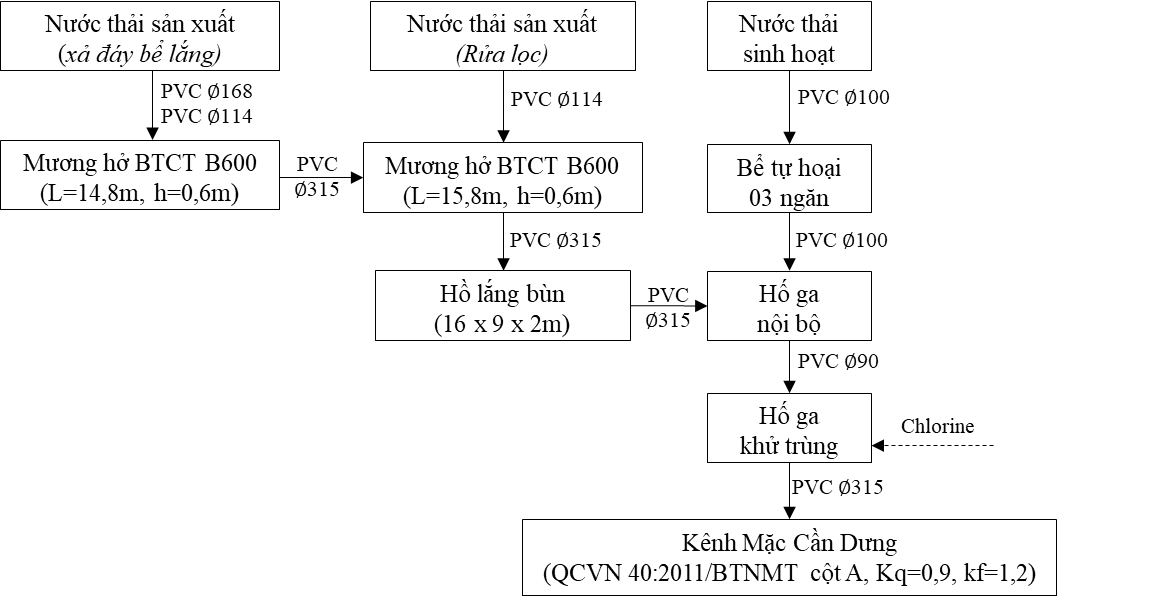 Nước thải sản xuất
(xả đáy bể lắng)
Nước thải sản xuất
(Rửa lọc)
Nước thải
sinh hoạt
PVC Ø168
PVC Ø114
PVC Ø114
PVC Ø100
Mương hở BTCT B600
(L=14,8m, h=0,6m)
PVC
Ø315
Mương hở BTCT B600
(L=15,8m, h=0,6m)
Bể tự hoại
03 ngăn
PVC Ø315
PVC Ø100
Hồ lắng bùn
(16 x 9 x 2m)
PVC
Ø315
Hố ga
nội bộ
PVC Ø90
Hố ga
khử trùng
Chlorine
PVC Ø315
Kênh Mặc Cần Dưng
(QCVN 40:2011/BTNMT cột A, Kq=0,9, kf=1,2)